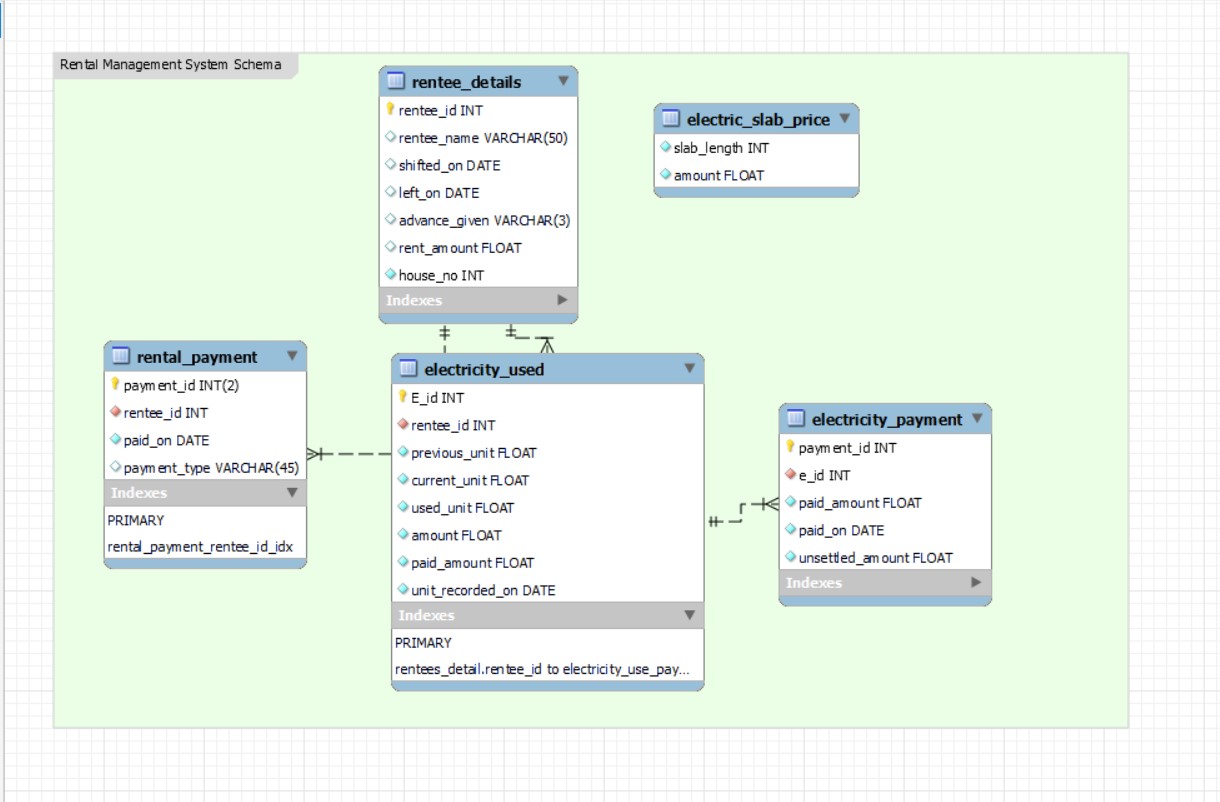 Rental Management System Schema
rentee_details
rentee_id INT
rentee_name VARCHAR(50)
shifted_on DATE
left_on DATE
advance_given VARCHAR(3)
rent_amount FLOAT
house_no INT
Indexes
electric_slab_price
slab_length INT
amount FLOAT
rental_payment
payment_id INT(2)
rentee_id INT
paid_on DATE
payment_type VARCHAR(45)
Indexes
PRIMARY
rental_payment_rentee_id_idx
electricity_used
E_id INT
rentee_id INT
previous_unit FLOAT
current_unit FLOAT
used_unit FLOAT
amount FLOAT
paid_amount FLOAT
unit_recorded_on DATE
Indexes
PRIMARY
rentees_detail.rentee_id to electricity_use_pay...
electricity_payment
payment_id INT
e_id INT
paid_amount FLOAT
paid_on DATE
unsettled_amount FLOAT
Indexes